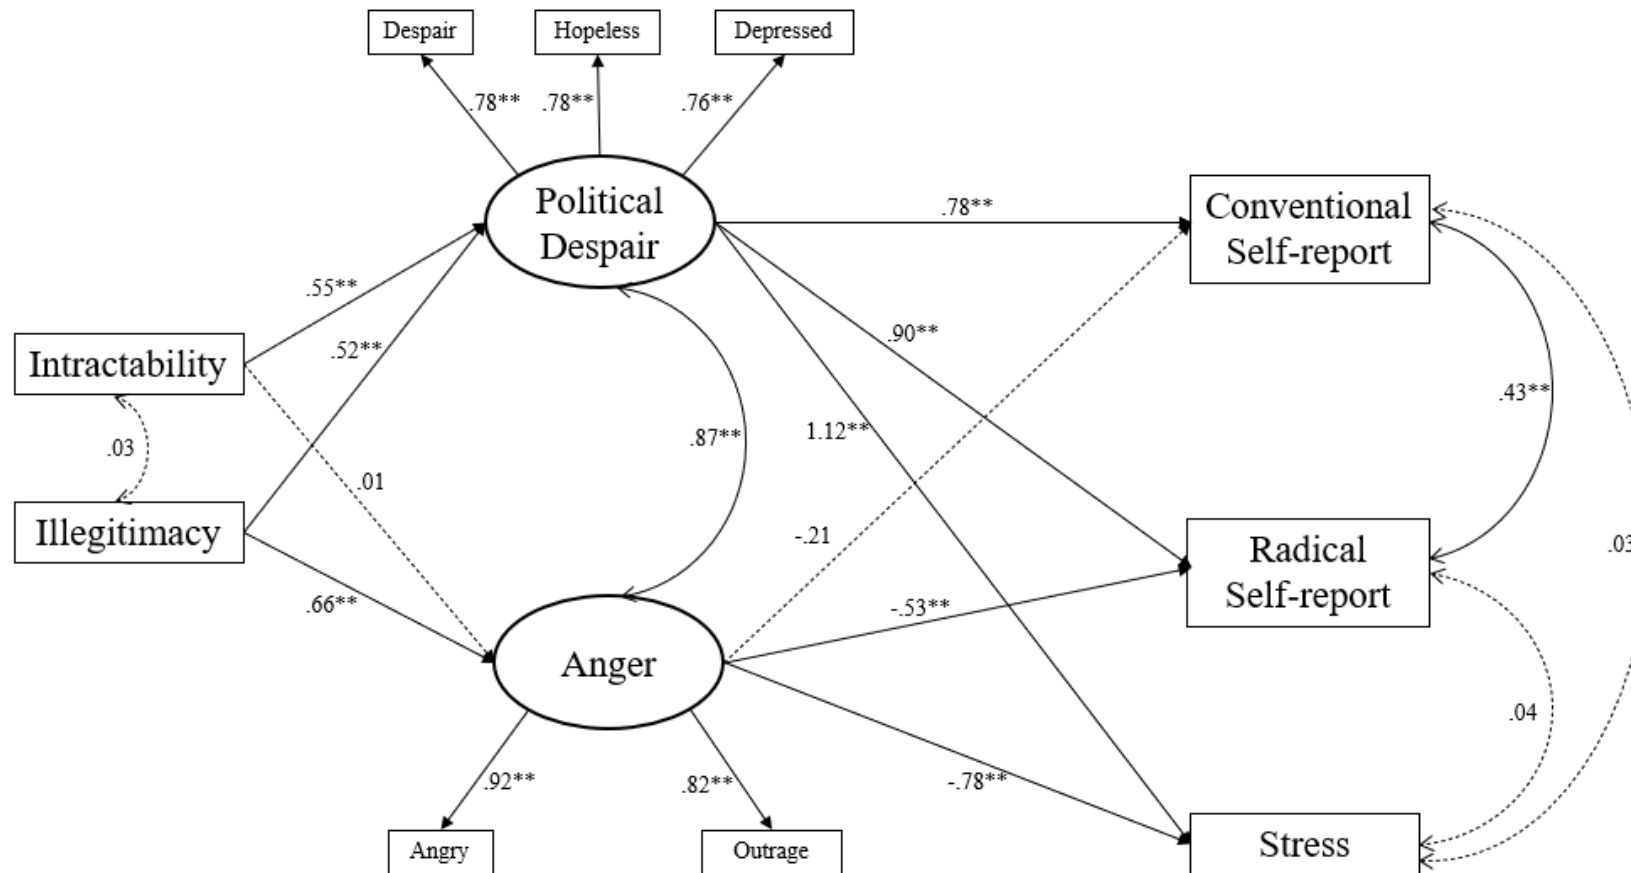 Despair
Hopeless
Depressed
.78**
.78**
.76**
Political
Despair
.78**
Conventional
Self-report
.55**
.52**
.90**
Intractability
.43**
.03
.87**
1.12**
.01
Illegitimacy
-.21
Radical
Self-report
.03
.66**
-.53**
Anger
.04
.92**
.82**
-.78**
Angry
Outrage
Stress